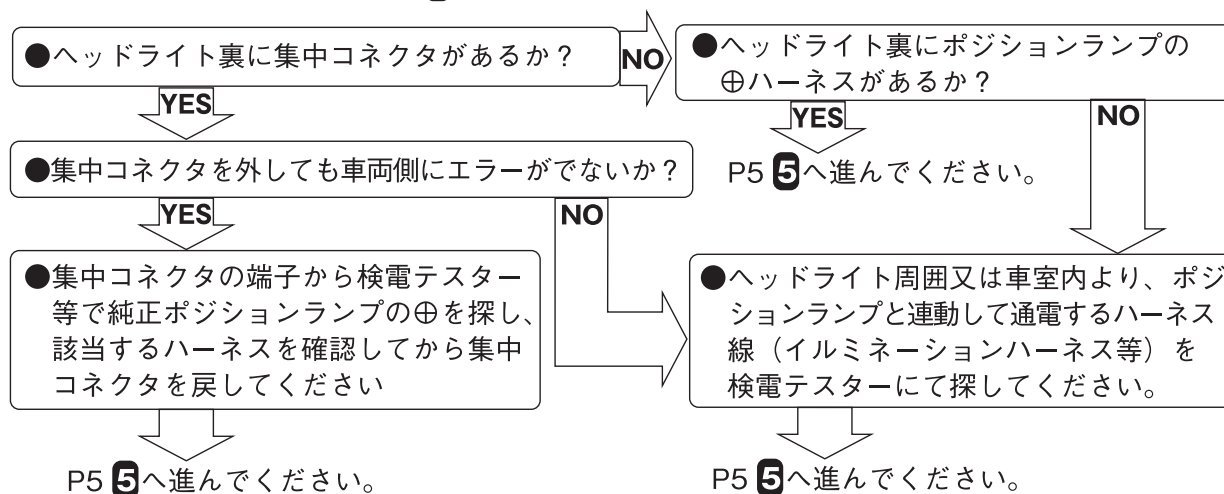 ●ヘッドライト裏に集中コネクタがあるか？
NO
●ヘッドライト裏にポジションランプの
⊕ハーネスがあるか？
YES
YES
NO
●集中コネクタを外しても車両側にエラーがでないか？
P5 5へ進んでください。
YES
NO
●集中コネクタの端子から検電テスター
等で純正ポジションランプの⊕を探し、
該当するハーネスを確認してから集中
コネクタを戻してください
●ヘッドライト周囲又は車室内より、ポジ
ションランプと連動して通電するハーネス
線（イルミネーションハーネス等）を
検電テスターにて探してください。
P5 5へ進んでください。
P5 5へ進んでください。